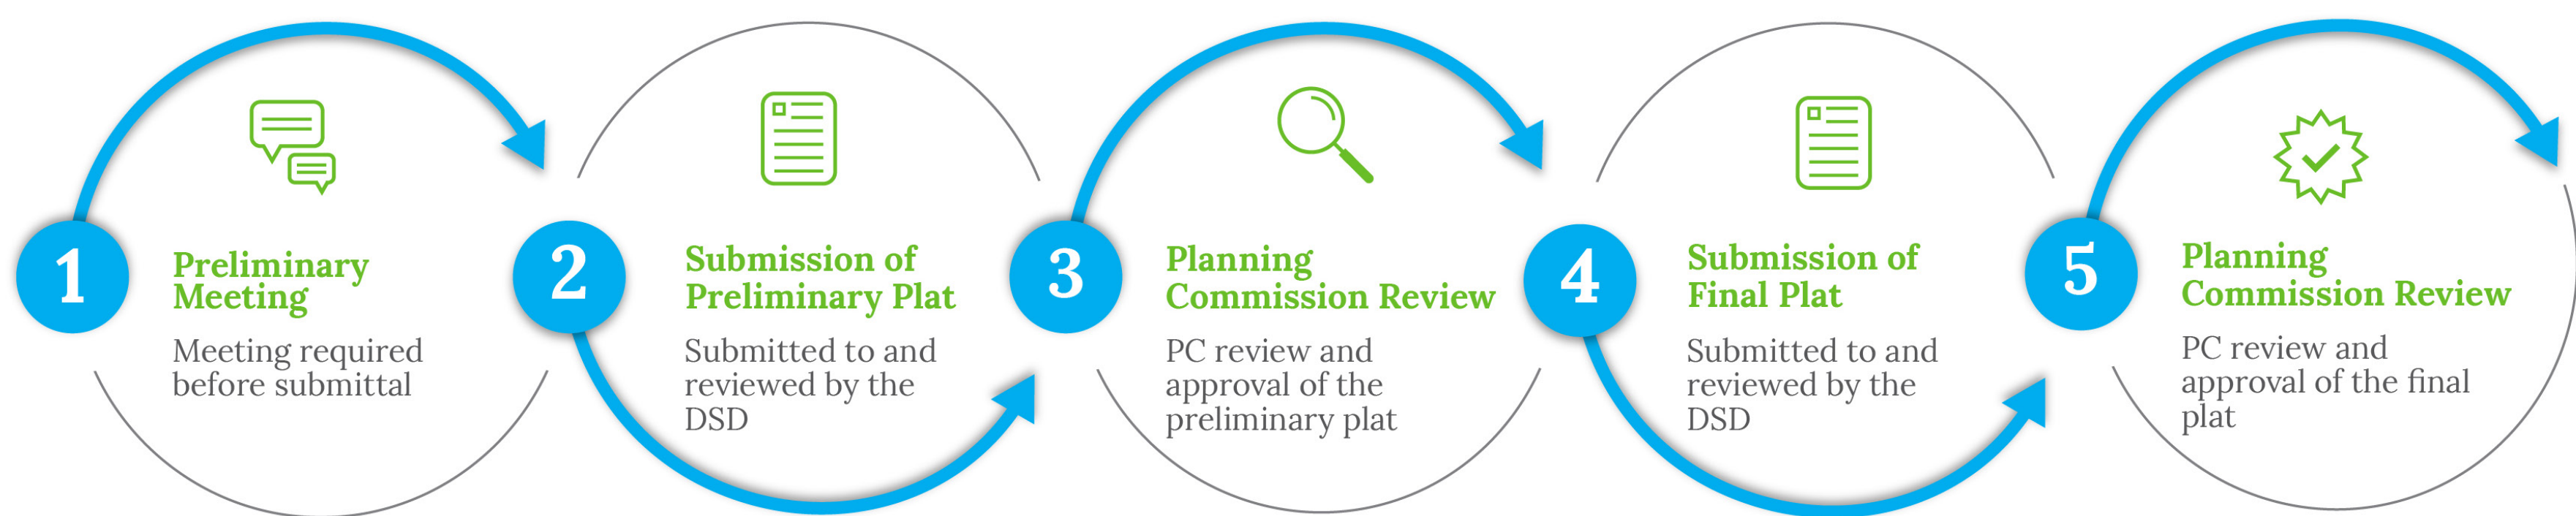 1
Preliminary
Meeting
Meeting required
before submittal
2
Submission of
Preliminary Plat
Submitted to and
reviewed by the
DSD
3
Planning
Commission Review
PC review and
approval of the
preliminary plat
4
Submission of
Final Plat
Submitted to and
reviewed by the
DSD
5
Planning
Commission Review
PC review and
approval of the final
plat